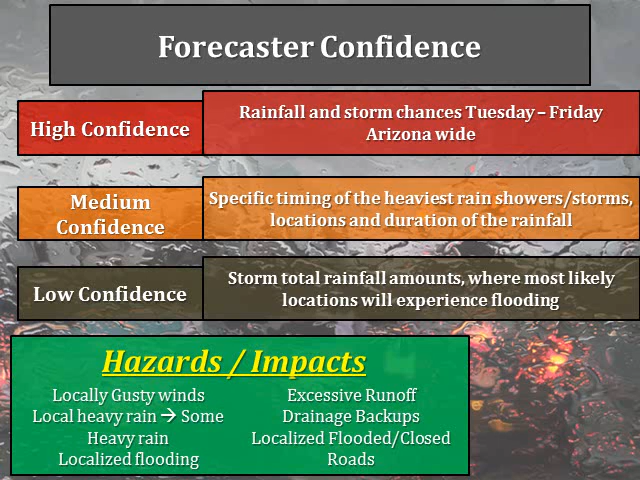 Forecaster Confidence
High Confidence
Rainfall and storm chances Tuesday – Friday
Arizona wide
Medium
Confidence
Specific timing of the heaviest rain showers/storms,
locations and duration of the rainfall
Low Confidence
Storm total rainfall amounts, where most likely
locations will experience flooding
Hazards / Impacts
Locally Gusty winds
Local heavy rain → Some
Heavy rain
Localized flooding
Excessive Runoff
Drainage Backups
Localized Flooded/Closed
Roads